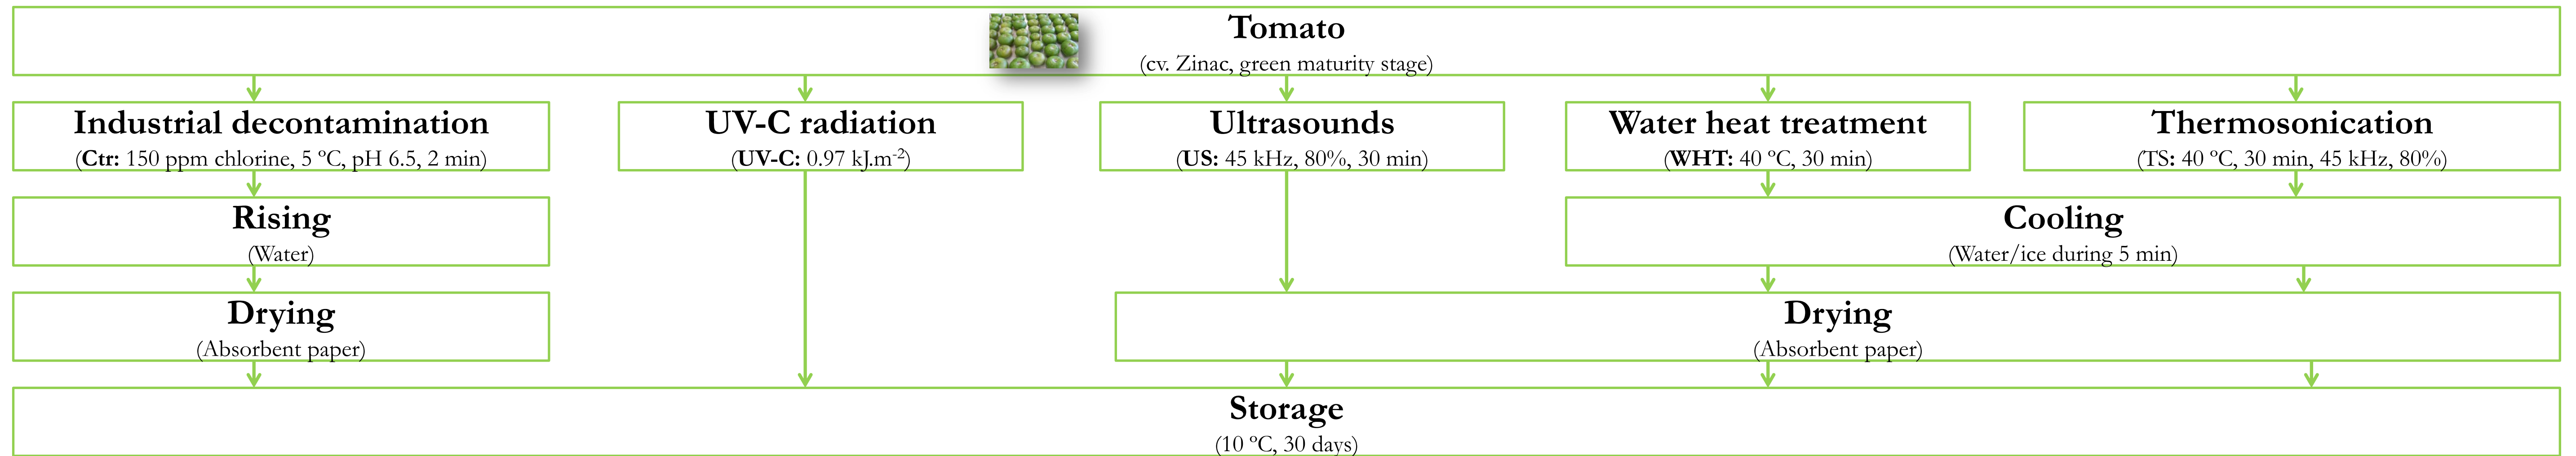 Tomato
(cv. Zinac, green maturity stage)
Industrial decontamination
(Ctr: 150 ppm chlorine, 5 ºC, pH 6.5, 2 min)
UV-C radiation
(UV-C: 0.97 kJ.m-2)
Ultrasounds
(US: 45 kHz, 80%, 30 min)
Water heat treatment
(WHT: 40 ºC, 30 min)
Thermosonication
(TS: 40 ºC, 30 min, 45 kHz, 80%)
Rising
(Water)
Cooling
(Water/ice during 5 min)
Drying
(Absorbent paper)
Drying
(Absorbent paper)
Storage
(10 ºC, 30 days)